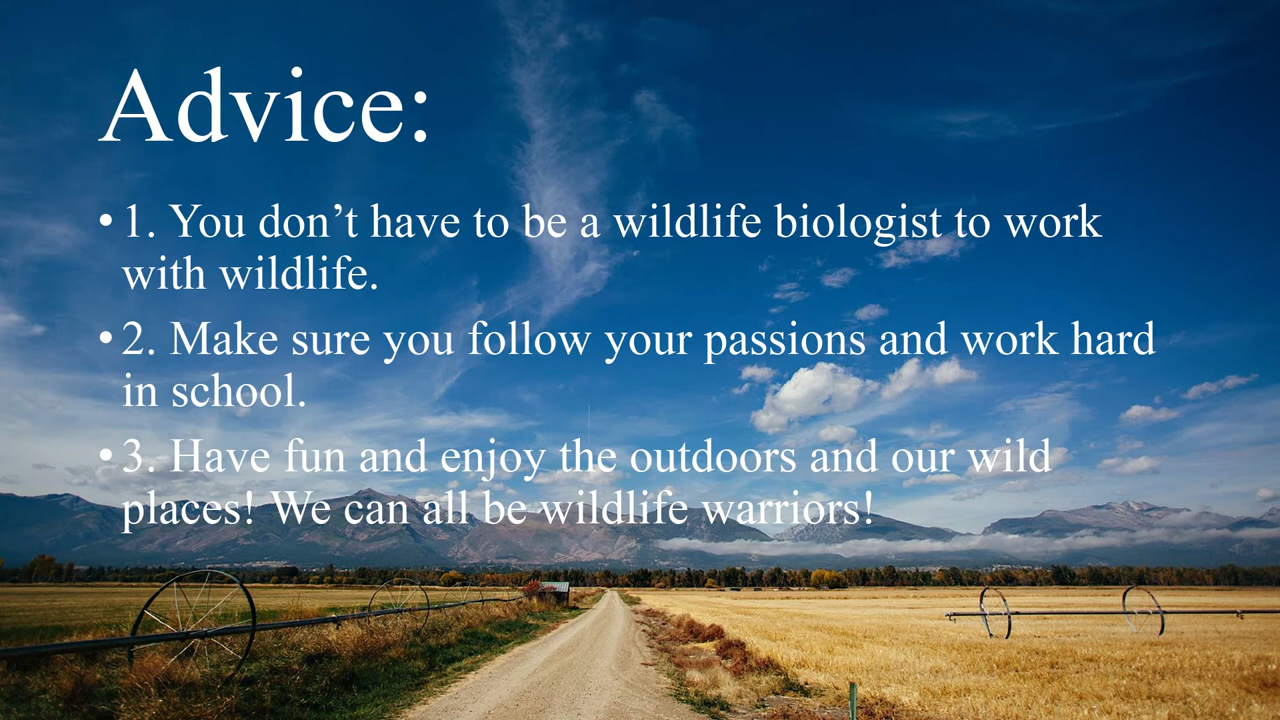 Advice:
• 1. You don’t have to be a wildlife biologist to work
with wildlife.
• 2. Make sure you follow your passions and work hard
in school.
• 3. Have fun and enjoy the outdoors and our wild
places! We can all be wildlife warriors!